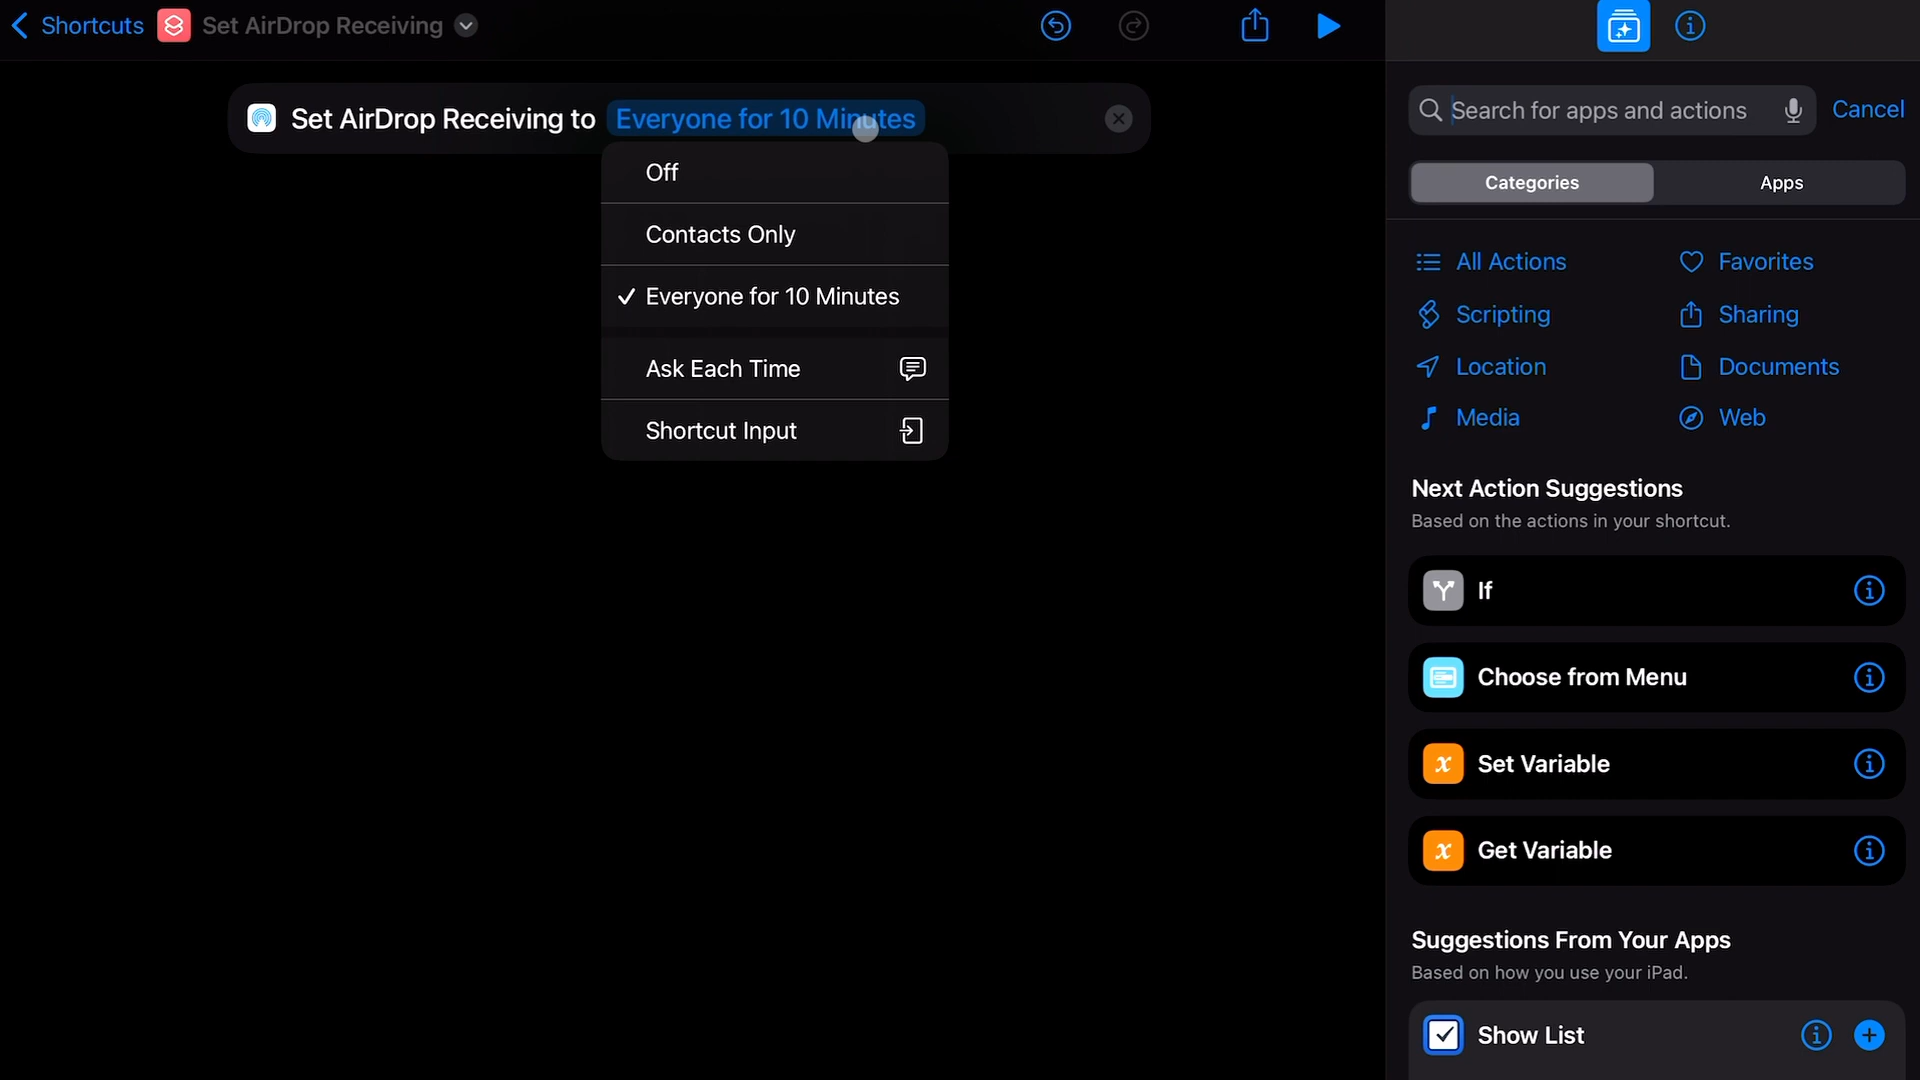 Shortcuts
Set AirDrop Receiving
Set AirDrop Receiving to Everyone for 10 Minutes
Off
Contacts Only
Everyone for 10 Minutes
Ask Each Time
Shortcut Input
Search for apps and actions
Cancel
Categories
Apps
All Actions
Favorites
Scripting
Sharing
Location
Documents
Media
Web
Next Action Suggestions
Based on the actions in your shortcut.
If
Choose from Menu
Set Variable
Get Variable
Suggestions From Your Apps
Based on how you use your iPad.
Show List